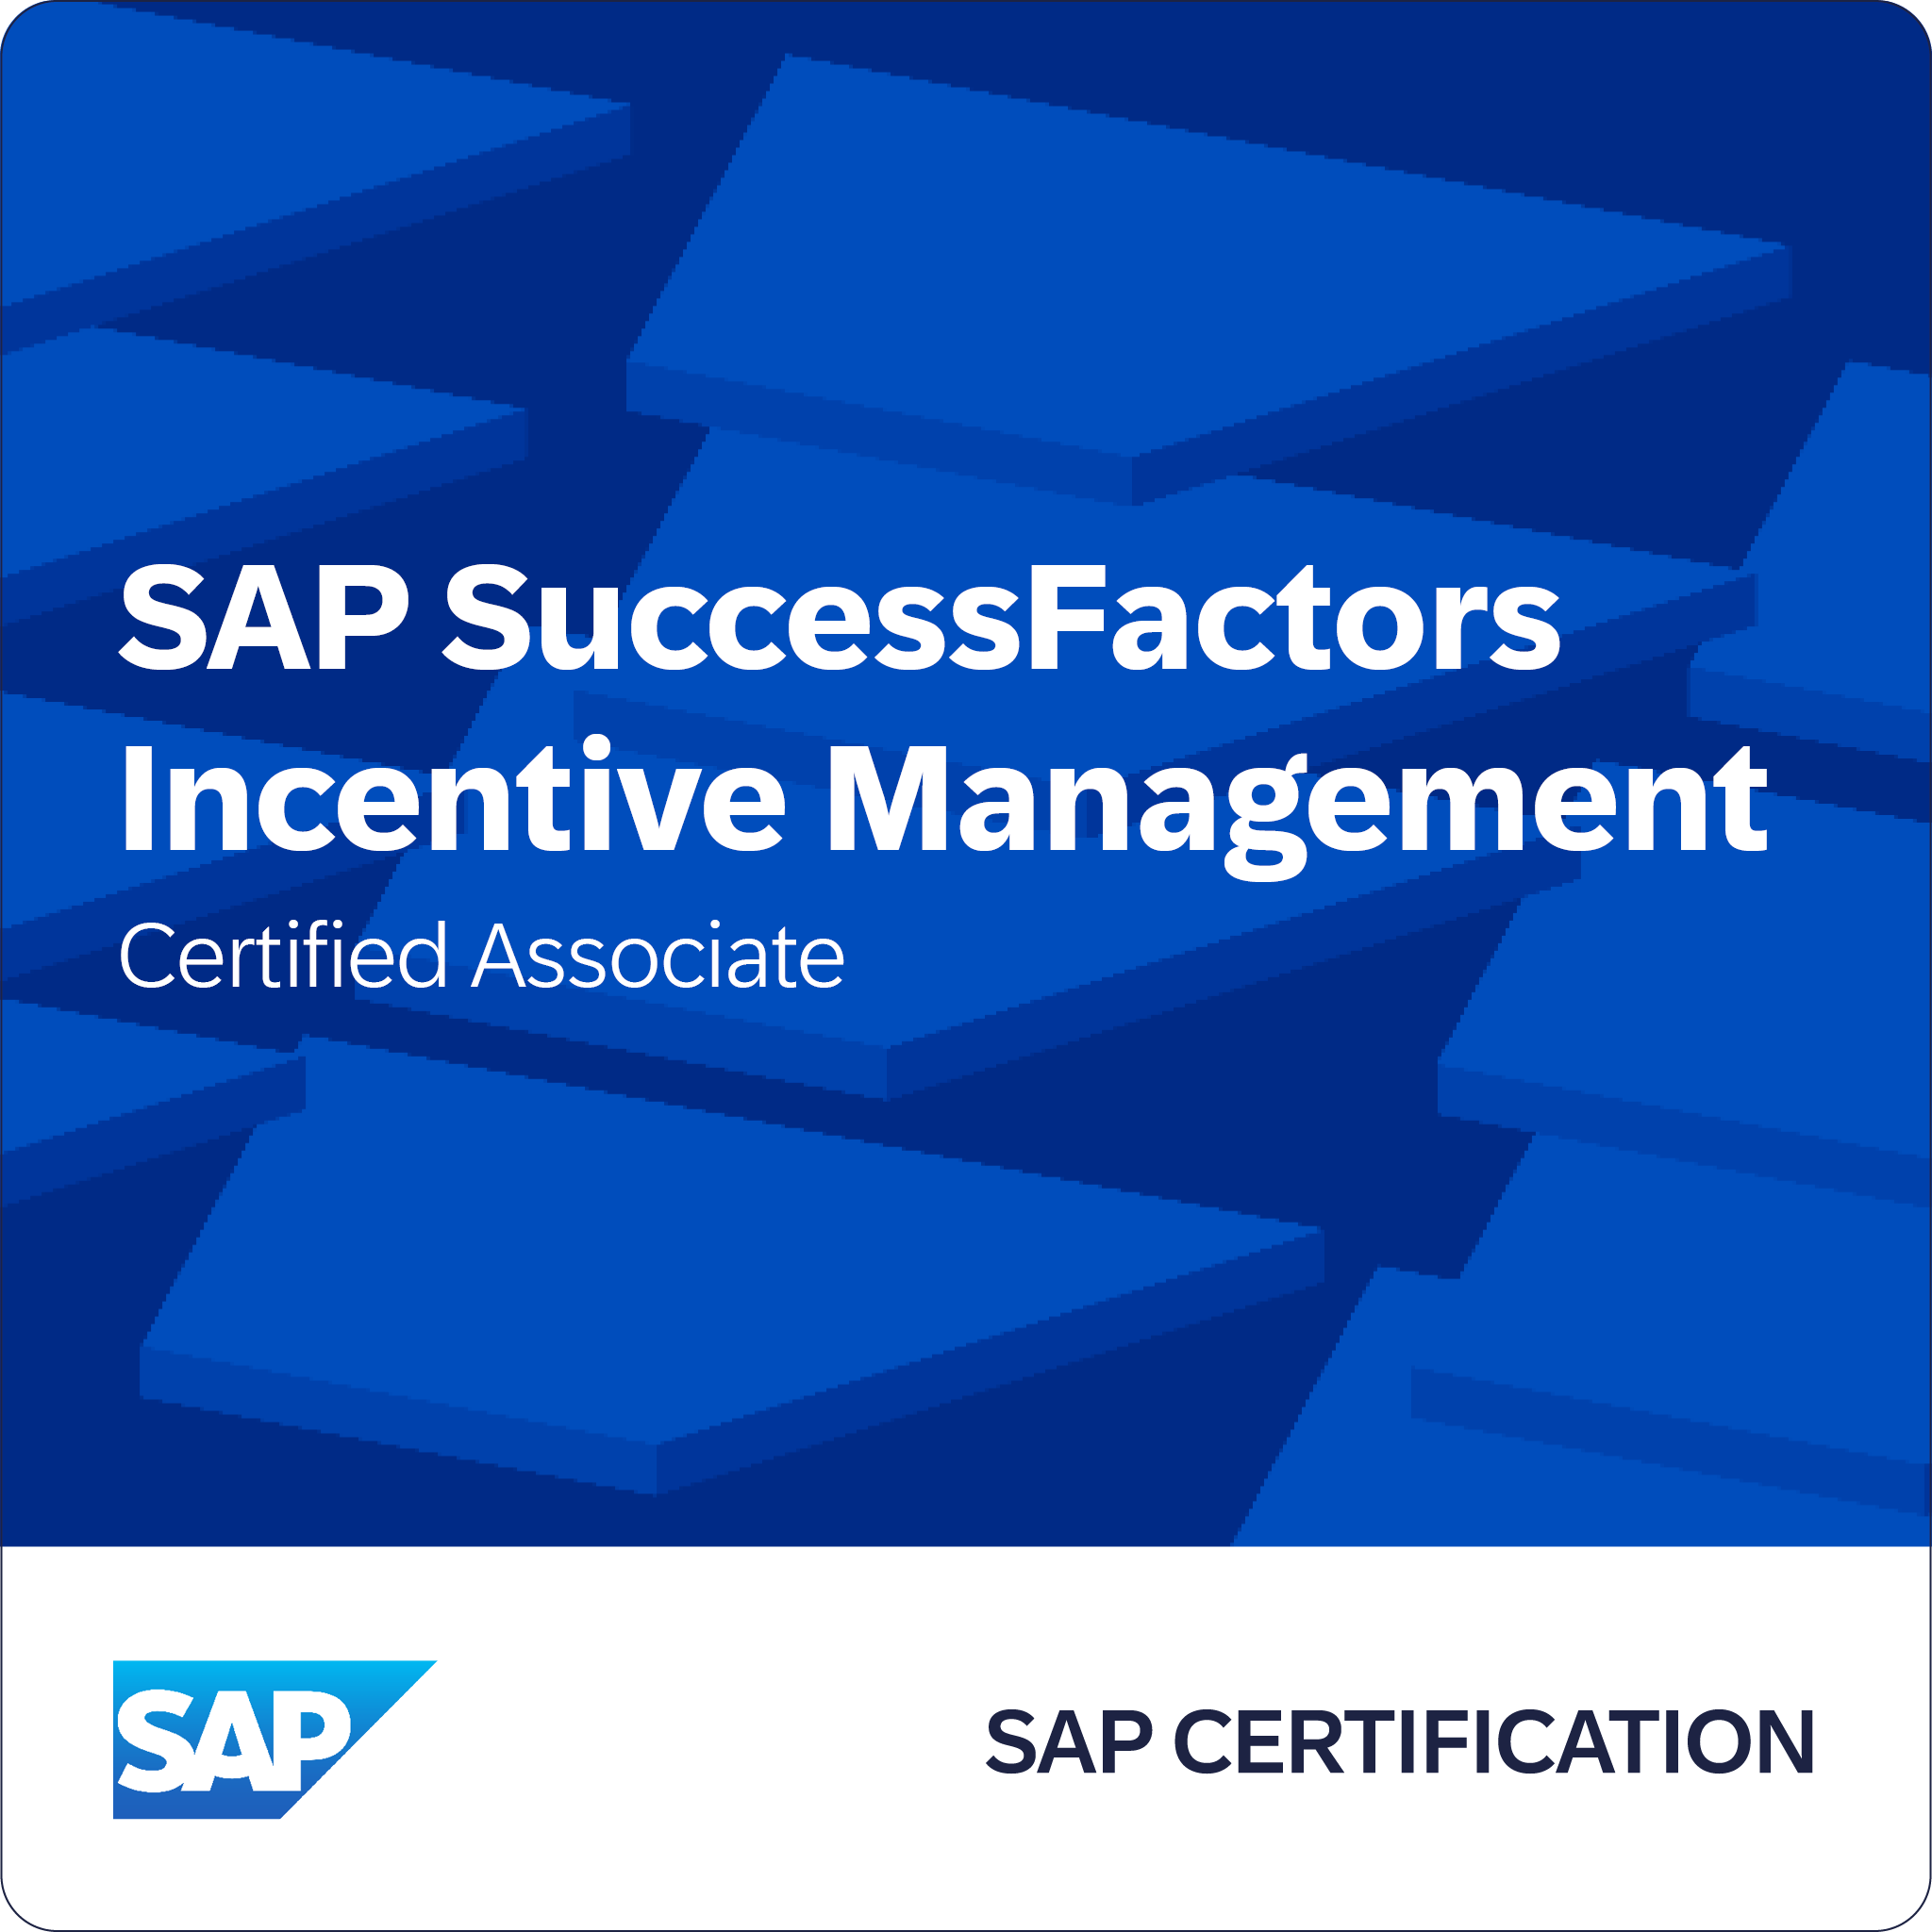 SAP SuccessFactors
Incentive Management
Certified Associate
SAP
SAP CERTIFICATION